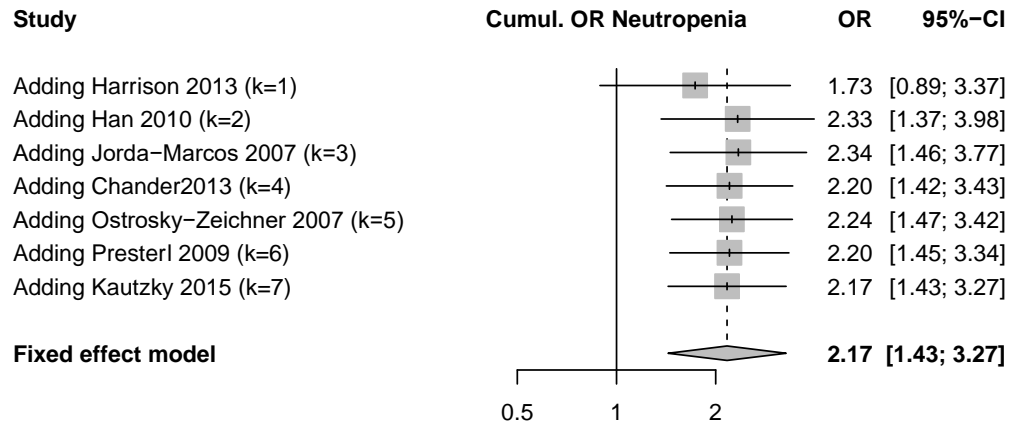 Study Cumul. OR Neutropenia OR 95%−CI
Adding Harrison 2013 (k=1) 1.73 [0.89; 3.37]
Adding Han 2010 (k=2) 2.33 [1.37; 3.98]
Adding Jorda−Marcos 2007 (k=3) 2.34 [1.46; 3.77]
Adding Chander2013 (k=4) 2.20 [1.42; 3.43]
Adding Ostrosky−Zeichner 2007 (k=5) 2.24 [1.47; 3.42]
Adding Presterl 2009 (k=6) 2.20 [1.45; 3.34]
Adding Kautzky 2015 (k=7) 2.17 [1.43; 3.27]
Fixed effect model 2.17 [1.43; 3.27]
0.5 1 2